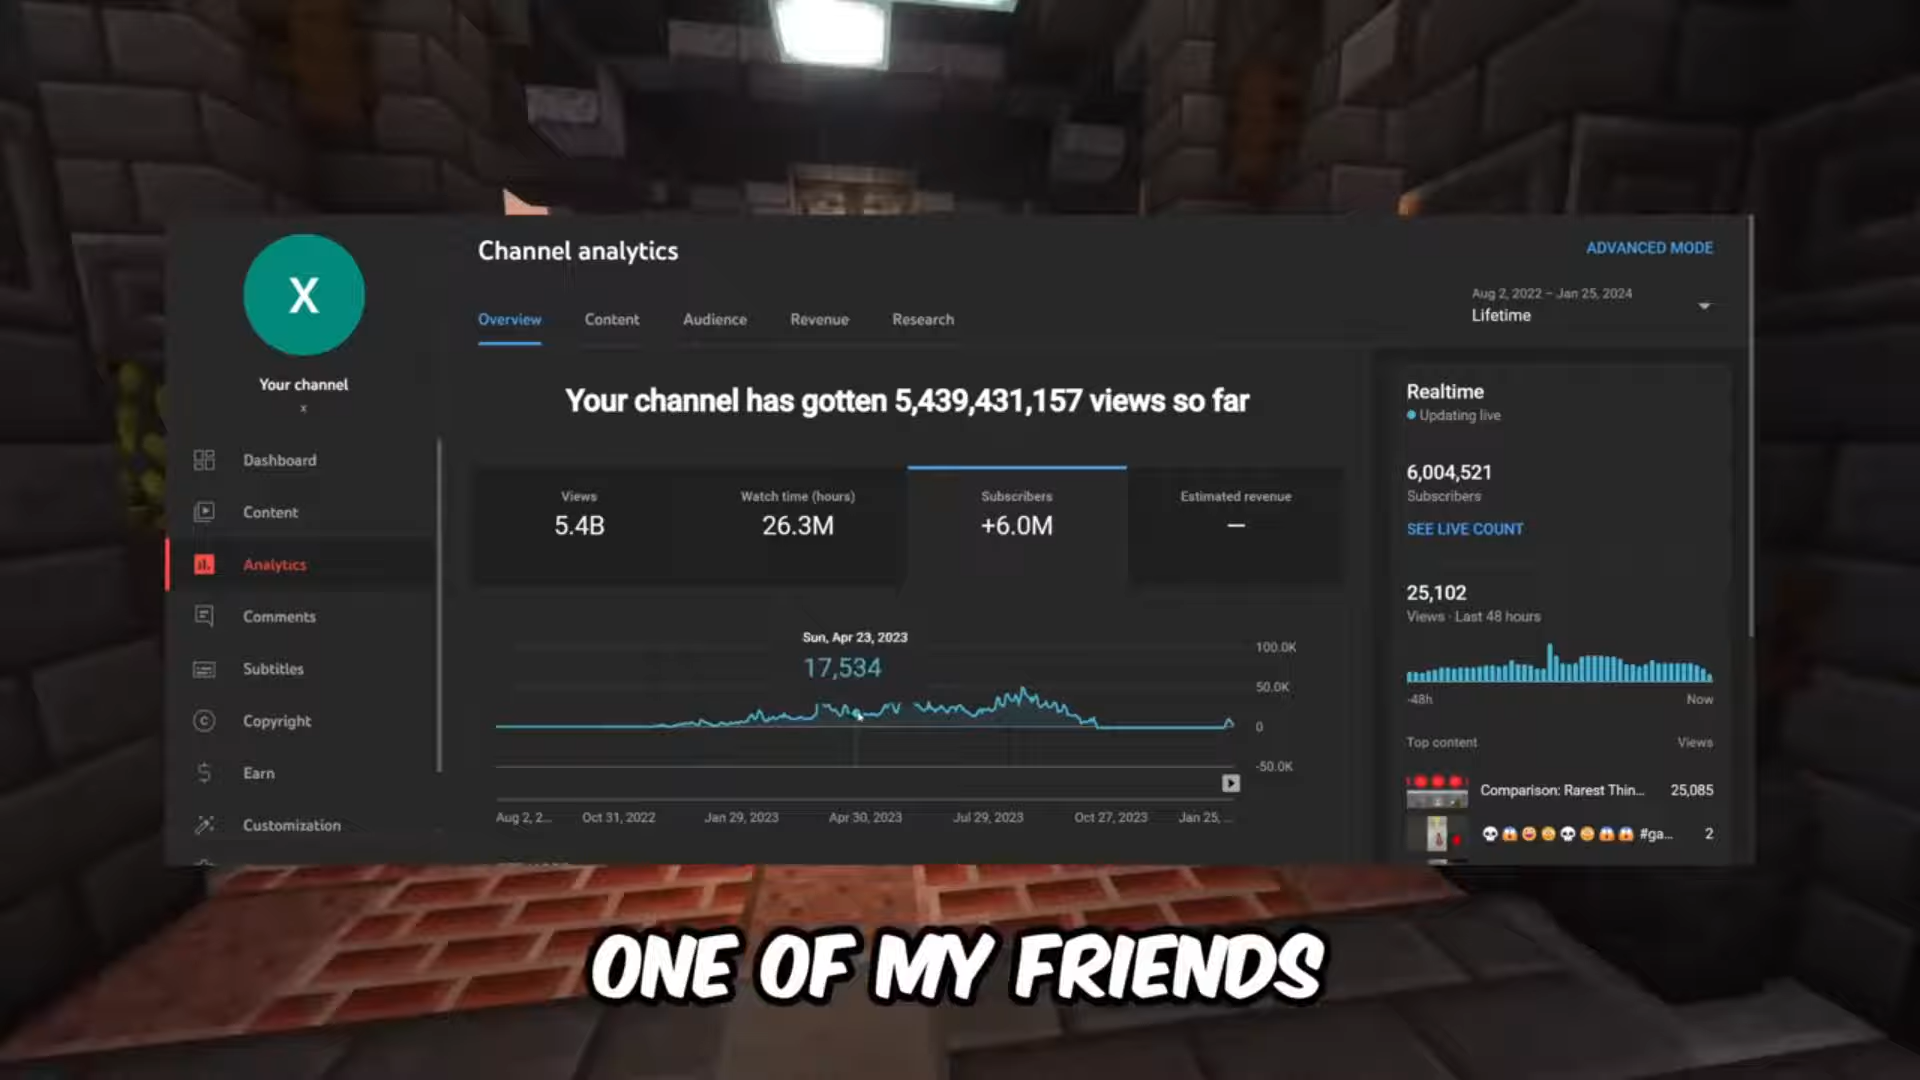 X
Your channel
x
Dashboard
Content
Analytics
Comments
Subtitles
Copyright
Earn
Customization
Channel analytics
ADVANCED MODE
Overview
Content
Audience
Revenue
Research
Aug 2, 2022 – Jan 25, 2024
Lifetime
Your channel has gotten 5,439,431,157 views so far
Views
5.4B
Watch time (hours)
26.3M
Subscribers
+6.0M
Estimated revenue
—
Sun, Apr 23, 2023
17,534
100.0K
50.0K
0
-50.0K
Aug 2, 2...
Oct 31, 2022
Jan 29, 2023
Apr 30, 2023
Jul 29, 2023
Oct 27, 2023
Jan 25, ...
Realtime
Updating live
6,004,521
Subscribers
SEE LIVE COUNT
25,102
Views · Last 48 hours
-48h
Now
Top content
Views
Comparison: Rarest Thin...
25,085
#ga...
2
ONE OF MY FRIENDS